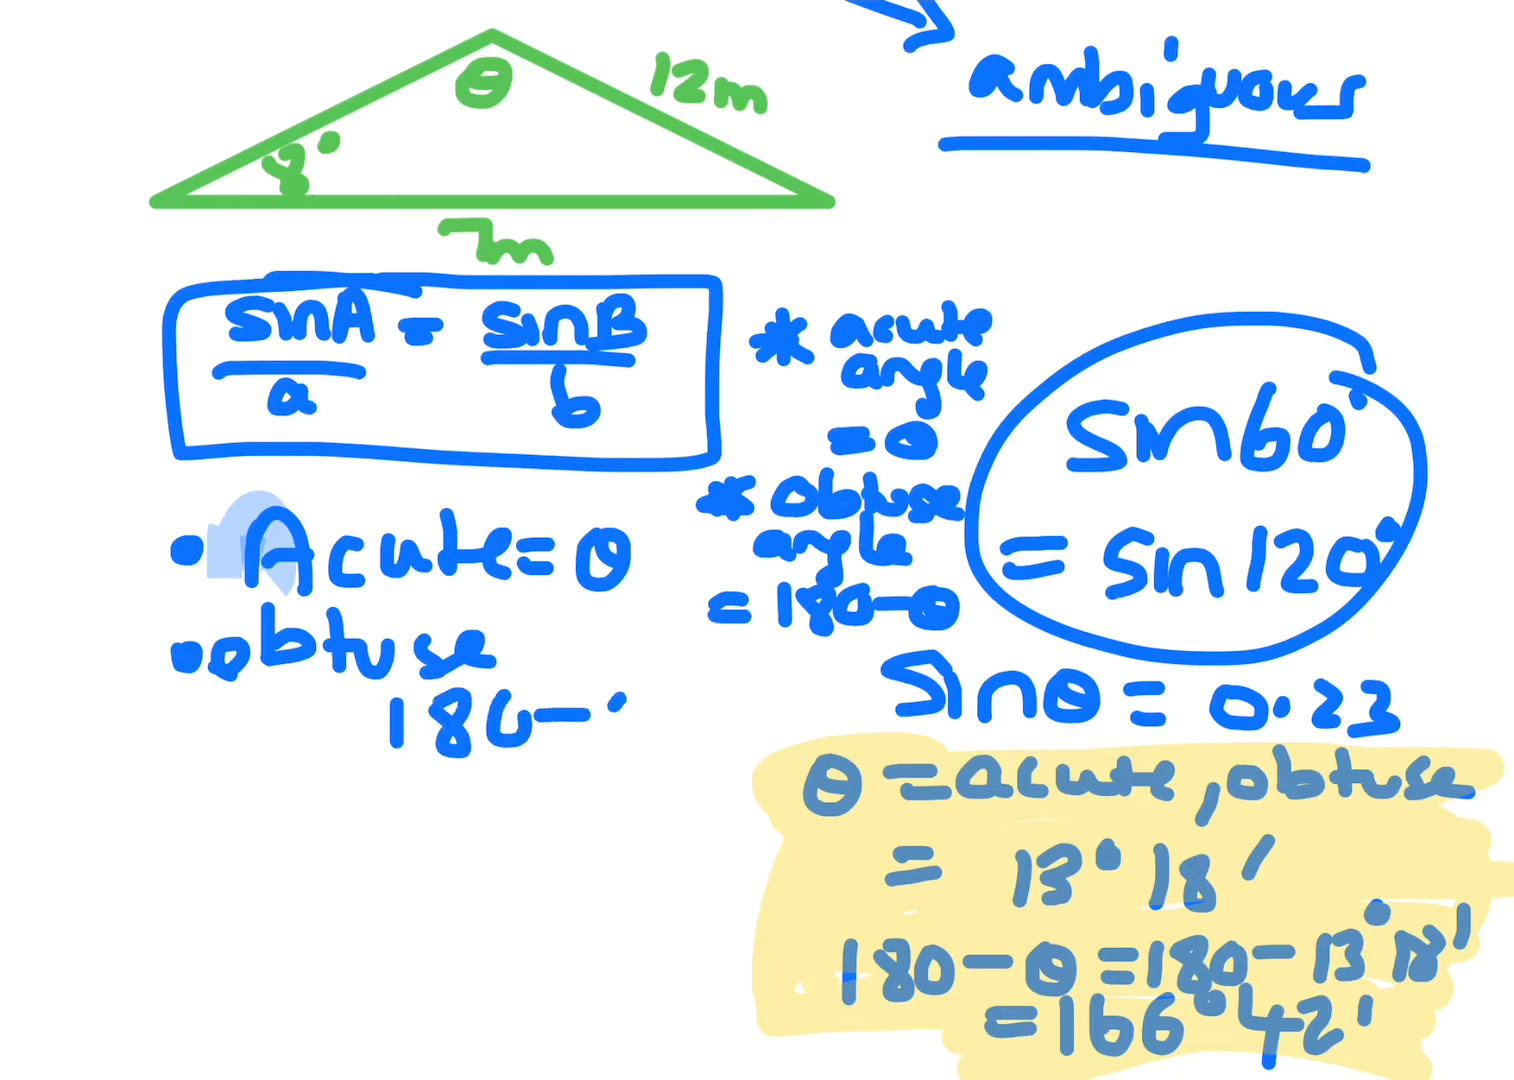 ambiguous
θ
12m
8°
7m
sinA = sinB
a b
* acute
angle
= θ
* obtuse
angle
= 180-θ
sin60°
= sin120°
• Acute=θ
• obtuse
180-
sinθ = 0.23
θ = acute, obtuse
= 13°18'
180-θ = 180-13°18'
= 166°42'